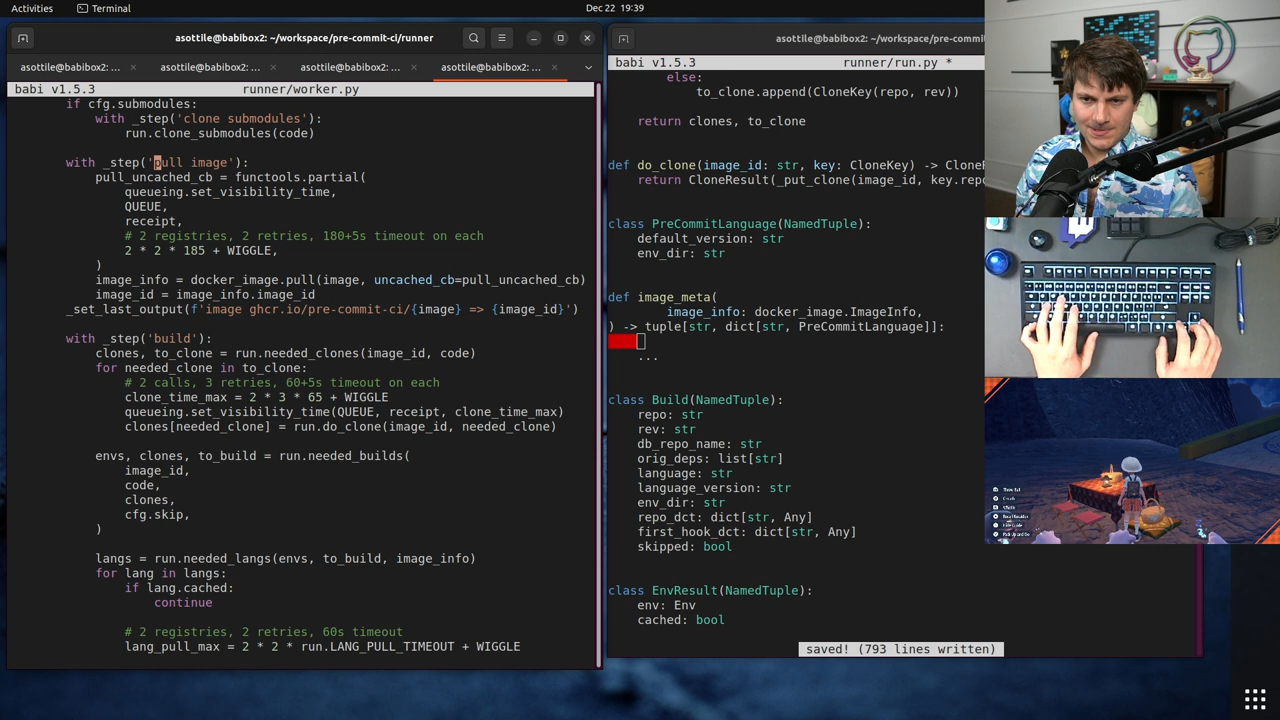 Activities
Terminal
Dec 22 19:39
asottile@babibox2: ~/workspace/pre-commit-ci/runner
asottile@babibox2: ...
asottile@babibox2: ...
asottile@babibox2: ...
asottile@babibox2: ...
babi v1.5.3 runner/worker.py
if cfg.submodules:
with _step('clone submodules'):
run.clone_submodules(code)
with _step('pull image'):
pull_uncached_cb = functools.partial(
queueing.set_visibility_time,
QUEUE,
receipt,
# 2 registries, 2 retries, 180+5s timeout on each
2 * 2 * 185 + WIGGLE,
)
image_info = docker_image.pull(image, uncached_cb=pull_uncached_cb)
image_id = image_info.image_id
_set_last_output(f'image ghcr.io/pre-commit-ci/{image} => {image_id}')
with _step('build'):
clones, to_clone = run.needed_clones(image_id, code)
for needed_clone in to_clone:
# 2 calls, 3 retries, 60+5s timeout on each
clone_time_max = 2 * 3 * 65 + WIGGLE
queueing.set_visibility_time(QUEUE, receipt, clone_time_max)
clones[needed_clone] = run.do_clone(image_id, needed_clone)
envs, clones, to_build = run.needed_builds(
image_id,
code,
clones,
cfg.skip,
)
langs = run.needed_langs(envs, to_build, image_info)
for lang in langs:
if lang.cached:
continue
# 2 registries, 2 retries, 60s timeout
lang_pull_max = 2 * 2 * run.LANG_PULL_TIMEOUT + WIGGLE
asottile@babibox2: ~/workspace/pre-commit
babi v1.5.3 runner/run.py *
else:
to_clone.append(CloneKey(repo, rev))
return clones, to_clone
def do_clone(image_id: str, key: CloneKey) -> CloneR
return CloneResult(_put_clone(image_id, key.repo
class PreCommitLanguage(NamedTuple):
default_version: str
env_dir: str
def image_meta(
image_info: docker_image.ImageInfo,
) -> tuple[str, dict[str, PreCommitLanguage]]:
...
class Build(NamedTuple):
repo: str
rev: str
db_repo_name: str
orig_deps: list[str]
language: str
language_version: str
env_dir: str
repo_dct: dict[str, Any]
first_hook_dct: dict[str, Any]
skipped: bool
class EnvResult(NamedTuple):
env: Env
cached: bool
saved! (793 lines written)